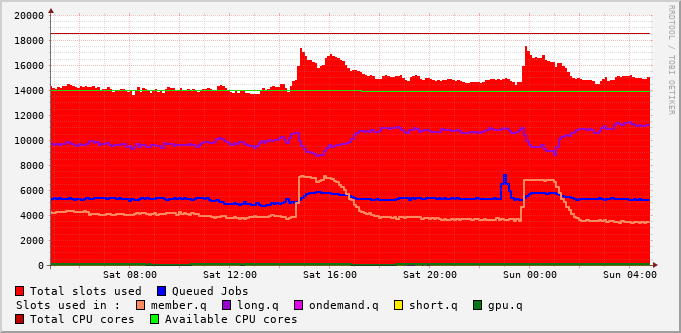 RRDTOOL / TOBI OETIKER
20000
18000
16000
14000
12000
10000
8000
6000
4000
2000
0
Sat 08:00 Sat 12:00 Sat 16:00 Sat 20:00 Sun 00:00 Sun 04:00
Total slots used Queued Jobs
Slots used in : member.q long.q ondemand.q short.q gpu.q
Total CPU cores Available CPU cores